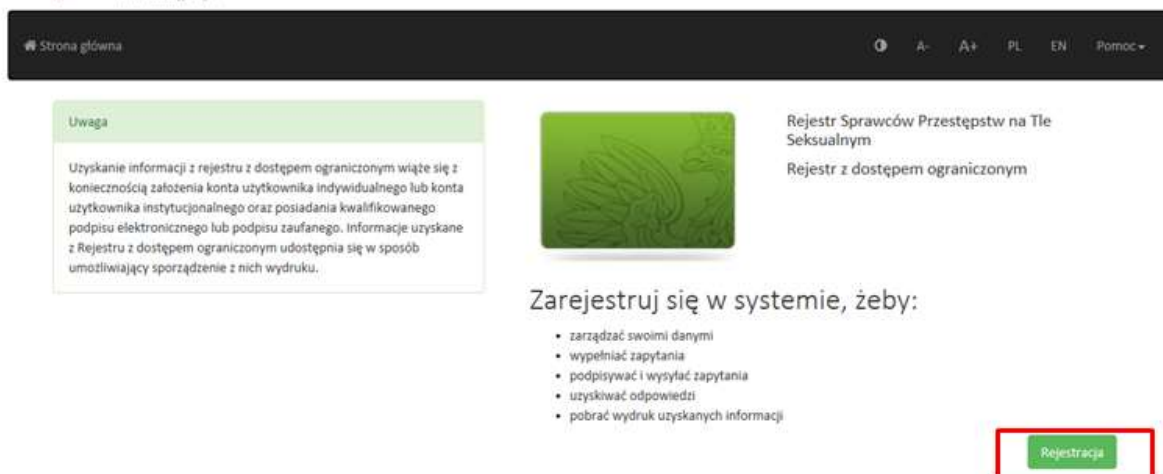 Strona główna
A- A+ PL EN Pomoc
Uwaga
Uzyskanie informacji z rejestru z dostępem ograniczonym wiąże się z
koniecznością założenia konta użytkownika indywidualnego lub konta
użytkownika instytucjonalnego oraz posiadania kwalifikowanego
podpisu elektronicznego lub podpisu zaufanego. Informacje uzyskane
z Rejestru z dostępem ograniczonym udostępnia się w sposób
umożliwiający sporządzenie z nich wydruku.
Rejestr Sprawców Przestępstw na Tle
Seksualnym
Rejestr z dostępem ograniczonym
Zarejestruj się w systemie, żeby:
• zarządzać swoimi danymi
• wypełniać zapytania
• podpisywać i wysyłać zapytania
• uzyskiwać odpowiedzi
• pobrać wydruk uzyskanych informacji
Rejestracja